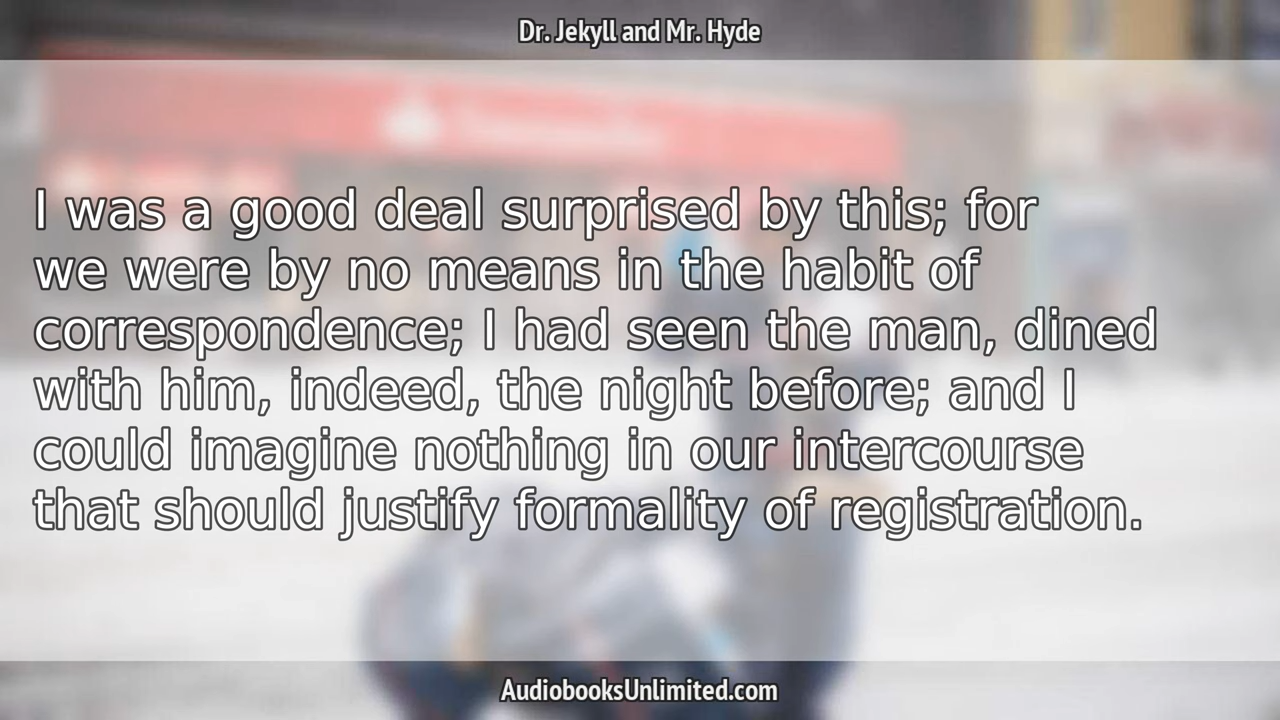 Dr. Jekyll and Mr. Hyde
I was a good deal surprised by this; for
we were by no means in the habit of
correspondence; I had seen the man, dined
with him, indeed, the night before; and I
could imagine nothing in our intercourse
that should justify formality of registration.
AudiobooksUnlimited.com